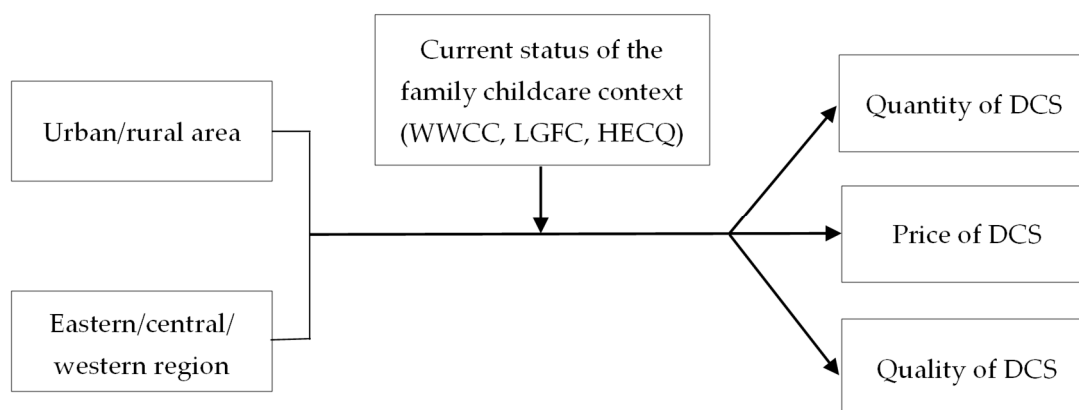 Urban/rural area
Eastern/central/
western region
Current status of the
family childcare context
(WWCC, LGFC, HECQ)
Quantity of DCS
Price of DCS
Quality of DCS